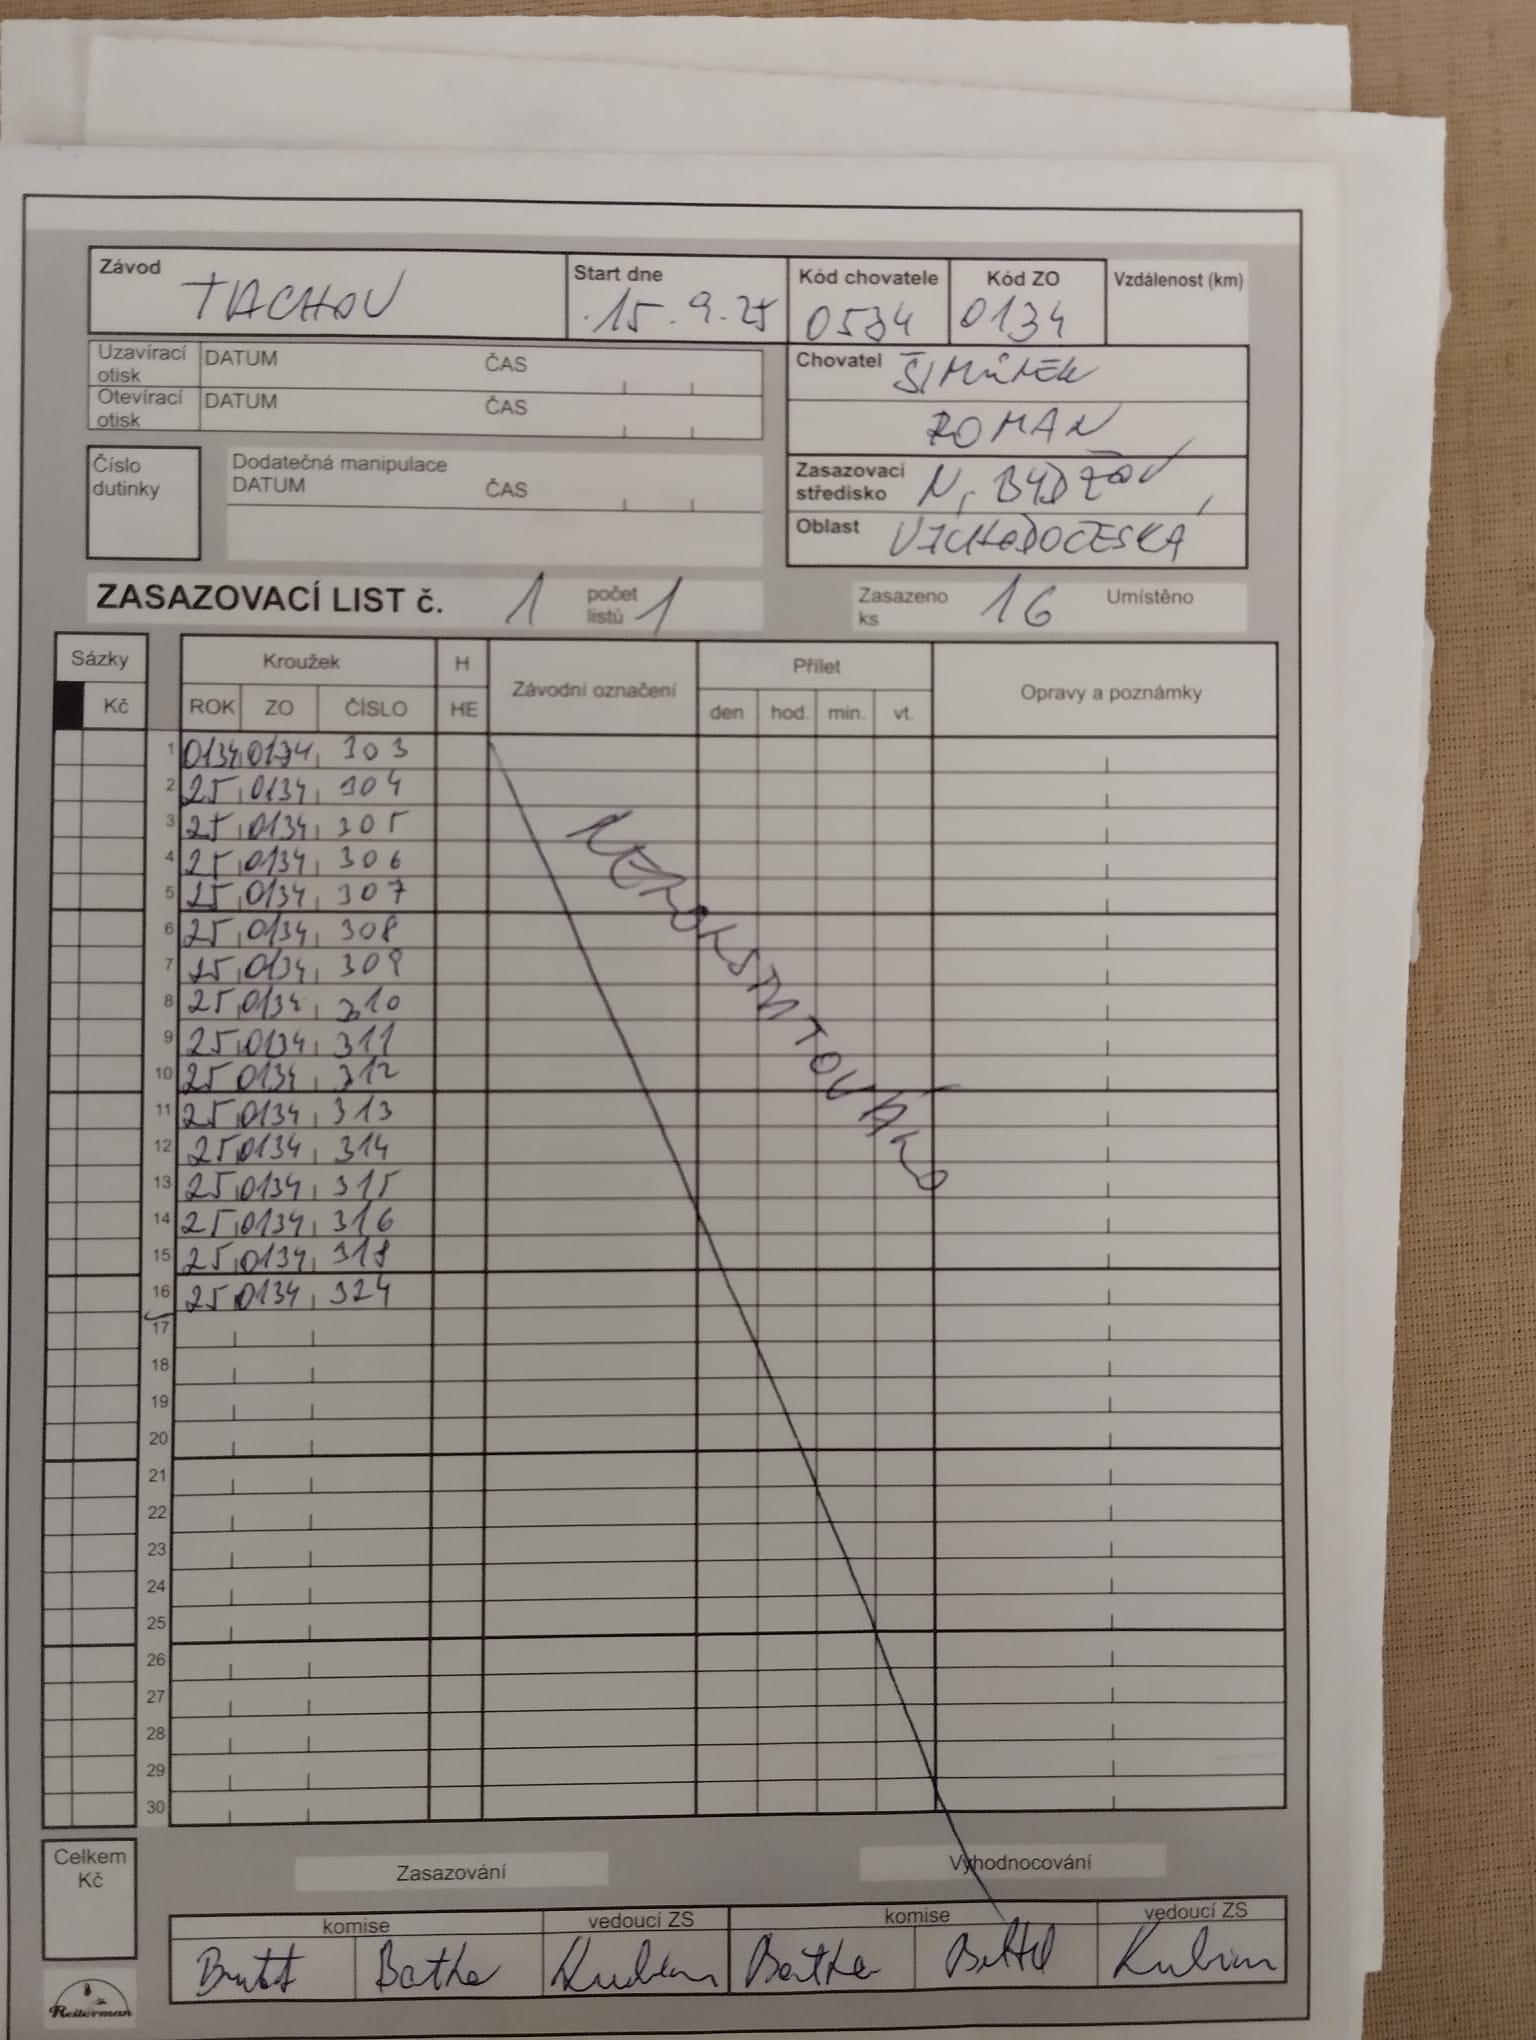 Závod TACHOV Start dne 15.9.25 Kód chovatele 0534 Kód ZO 0134 Vzdálenost (km)
Uzavírací otisk DATUM ČAS
Otevírací otisk DATUM ČAS
Chovatel ŠIMŮNEK
ROMAN
Číslo dutinky
Dodatečná manipulace
DATUM ČAS
Zasazovací středisko N. BYDŽOV
Oblast VÝCHODOČESKÁ
ZASAZOVACÍ LIST č. 1 počet listů 1 Zasazeno ks 16 Umístěno
Sázky Kroužek H Závodní označení Přílet Opravy a poznámky
Kč ROK ZO ČÍSLO HE den hod. min. vt.
1 0134 0134 303
2 25 0134 304
3 25 0134 305
4 25 0134 306
5 25 0134 307
6 25 0134 308
7 25 0134 309
8 25 0134 310
9 25 0134 311
10 25 0134 312
11 25 0134 313
12 25 0134 314
13 25 0134 315
14 25 0134 316
15 25 0134 318
16 25 0134 324
17
18
19
20
21
22
23
24
25
26
27
28
29
30
Celkem Kč
Zasazování Vyhodnocování
komise vedoucí ZS komise vedoucí ZS
Reiterman